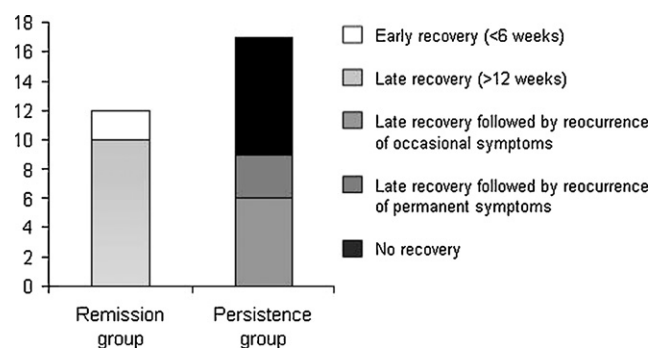 18
16
14
12
10
8
6
4
2
0
Remission
group
Persistence
group
Early recovery (<6 weeks)
Late recovery (>12 weeks)
Late recovery followed by reocurrence
of occasional symptoms
Late recovery followed by reocurrence
of permanent symptoms
No recovery